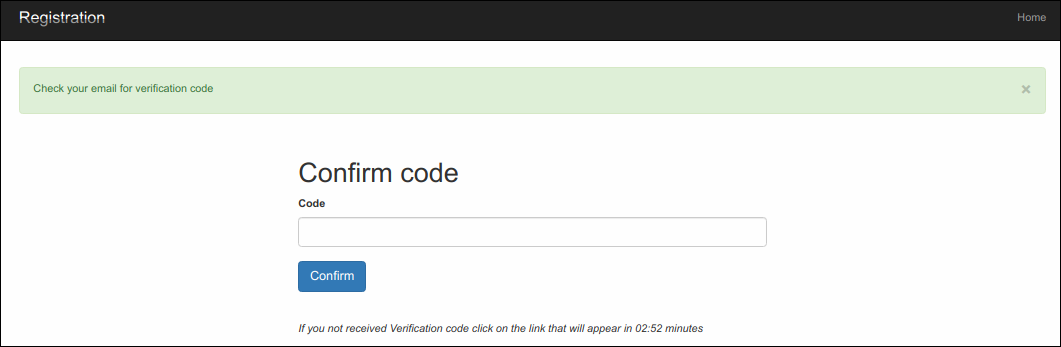 Registration
Home
Check your email for verification code
×
Confirm code
Code
Confirm
If you not received Verification code click on the link that will appear in 02:52 minutes